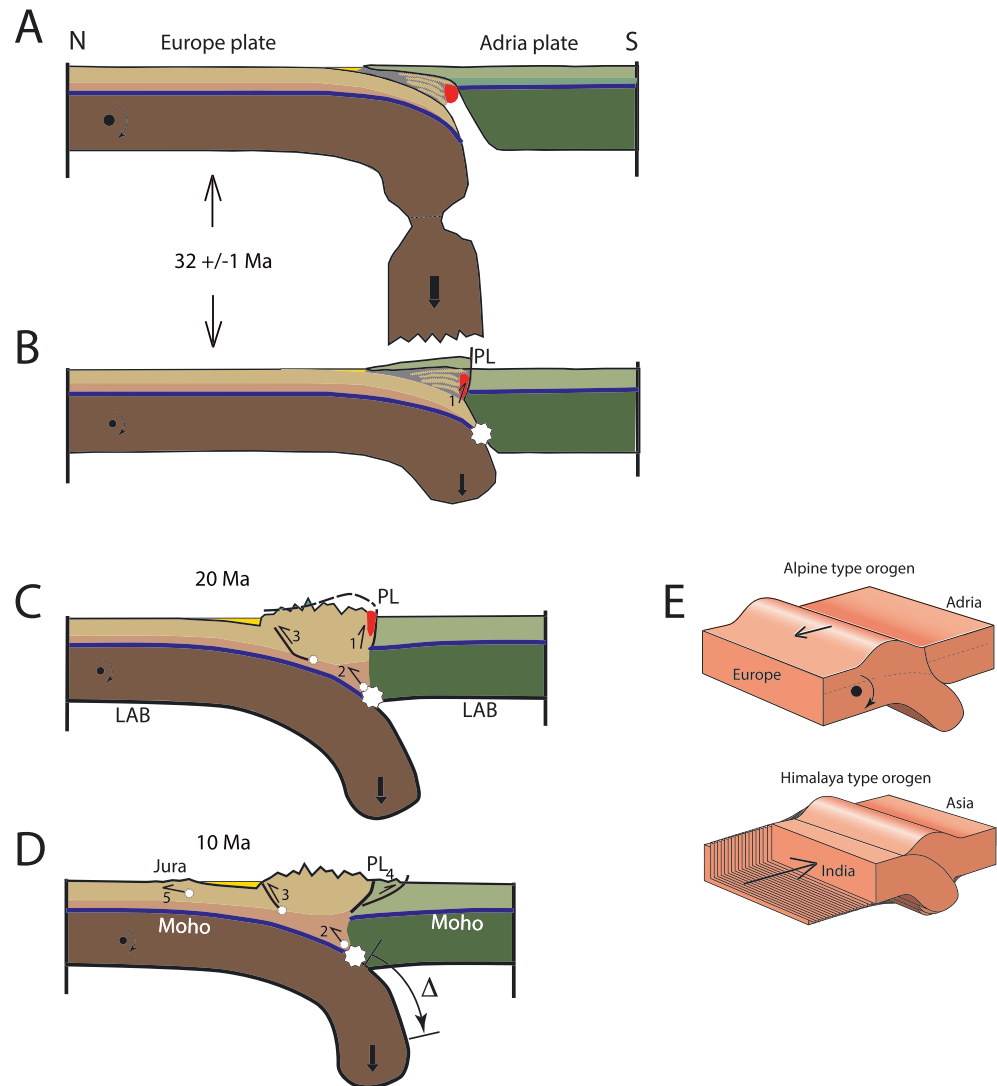 A
N
Europe plate
Adria plate
S
32 +/-1 Ma
B
PL
1
C
20 Ma
PL
3
1
2
LAB
LAB
D
10 Ma
Jura
PL
4
5
3
Moho
Moho
2
Δ
E
Alpine type orogen
Adria
Europe
Himalaya type orogen
Asia
India